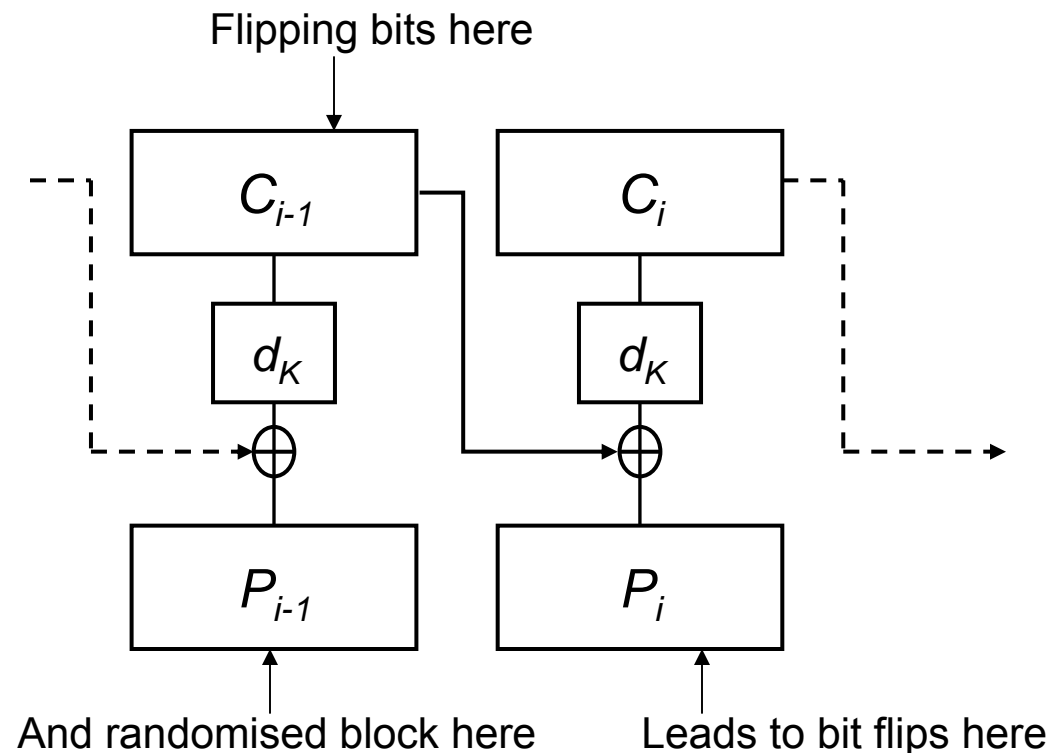 Flipping bits here
C_{i-1}
C_i
d_K
d_K
P_{i-1}
P_i
And randomised block here
Leads to bit flips here